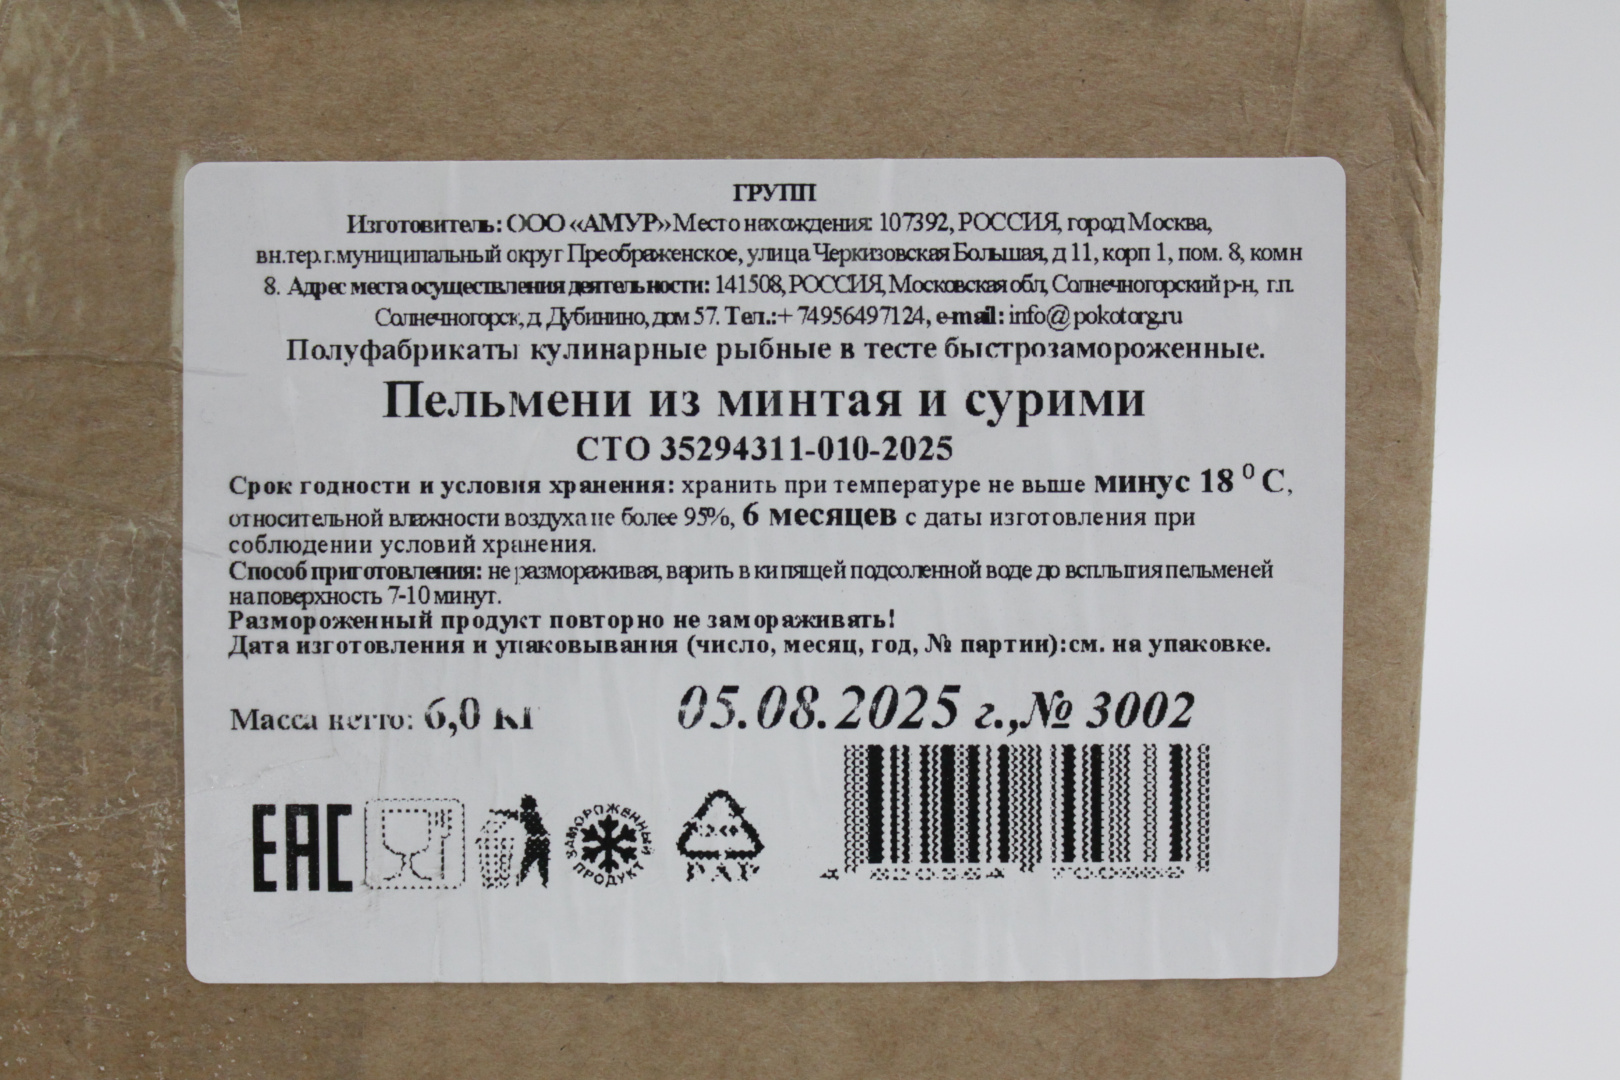 ГРУПП
Изготовитель: ООО «АМУР» Место нахождения: 107392, РОССИЯ, город Москва,
вн.тер.г.муниципальный округ Преображенское, улица Черкизовская Большая, д 11, корп 1, пом. 8, комн
8. Адрес места осуществления деятельности: 141508, РОССИЯ, Московская обл, Солнечногорский р-н, г.п.
Солнечногорск, д. Дубинино, дом 57. Тел.:+ 74956497124, e-mail: info@pokotorg.ru
Полуфабрикаты кулинарные рыбные в тесте быстрозамороженные.
Пельмени из минтая и сурими
СТО 35294311-010-2025
Срок годности и условия хранения: хранить при температуре не выше минус 18 ⁰ С,
относительной влажности воздуха не более 95%, 6 месяцев с даты изготовления при
соблюдении условий хранения.
Способ приготовления: не размораживая, варить в кипящей подсоленной воде до всплытия пельменей
на поверхность 7-10 минут.
Размороженный продукт повторно не замораживать!
Дата изготовления и упаковывания (число, месяц, год, № партии):см. на упаковке.
Масса нетто: 6,0 кг 05.08.2025 г.,№ 3002
ЕАС ЗАМОРОЖЕННЫЙ ПРОДУКТ
PAP